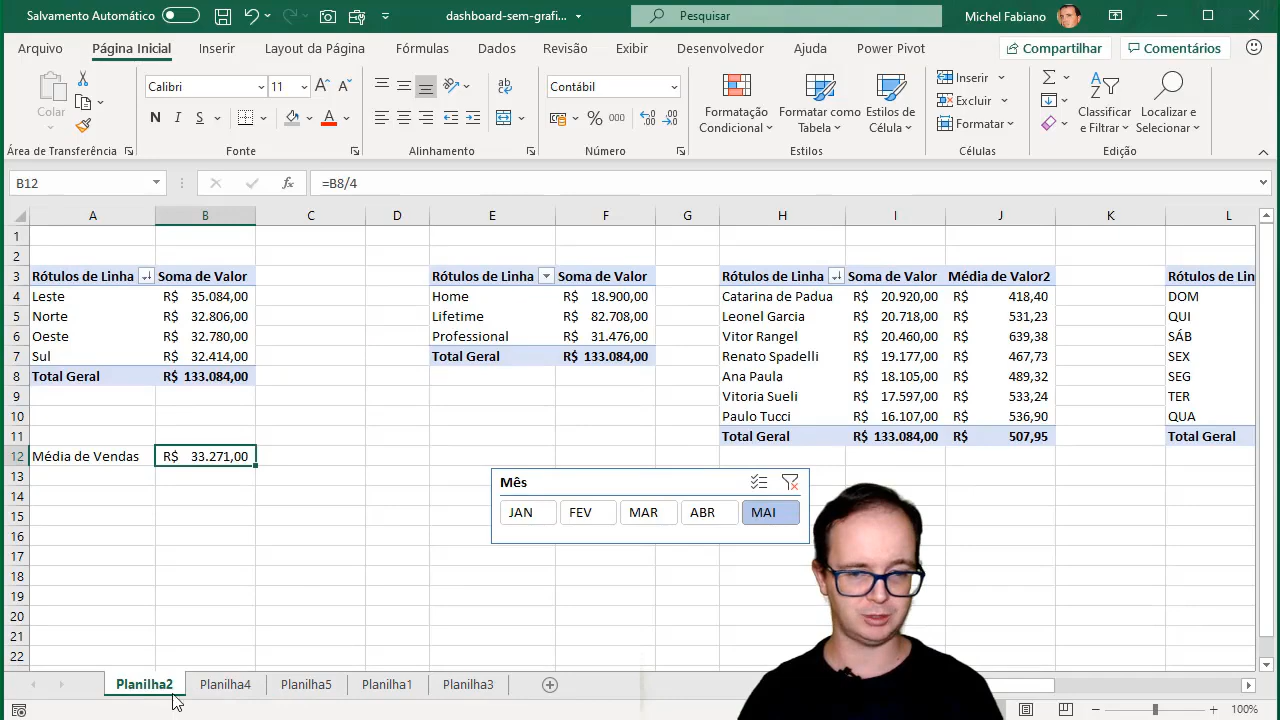 Salvamento Automático
dashboard-sem-grafi...
Pesquisar
Michel Fabiano
Arquivo Página Inicial Inserir Layout da Página Fórmulas Dados Revisão Exibir Desenvolvedor Ajuda Power Pivot Compartilhar Comentários
Colar
Calibri 11
N I S
Contábil
% 000
Formatação Condicional
Formatar como Tabela
Estilos de Célula
Inserir
Excluir
Formatar
Classificar e Filtrar
Localizar e Selecionar
Área de Transferência Fonte Alinhamento Número Estilos Células Edição
B12 fx =B8/4
A B C D E F G H I J K L
1
2
3 Rótulos de Linha Soma de Valor Rótulos de Linha Soma de Valor Rótulos de Linha Soma de Valor Média de Valor2 Rótulos de Lin
4 Leste R$ 35.084,00 Home R$ 18.900,00 Catarina de Padua R$ 20.920,00 R$ 418,40 DOM
5 Norte R$ 32.806,00 Lifetime R$ 82.708,00 Leonel Garcia R$ 20.718,00 R$ 531,23 QUI
6 Oeste R$ 32.780,00 Professional R$ 31.476,00 Vitor Rangel R$ 20.460,00 R$ 639,38 SÁB
7 Sul R$ 32.414,00 Total Geral R$ 133.084,00 Renato Spadelli R$ 19.177,00 R$ 467,73 SEX
8 Total Geral R$ 133.084,00 Ana Paula R$ 18.105,00 R$ 489,32 SEG
9 Vitoria Sueli R$ 17.597,00 R$ 533,24 TER
10 Paulo Tucci R$ 16.107,00 R$ 536,90 QUA
11 Total Geral R$ 133.084,00 R$ 507,95 Total Geral
12 Média de Vendas R$ 33.271,00
13 Mês
14
15 JAN FEV MAR ABR MAI
16
17
18
19
20
21
22
Planilha2 Planilha4 Planilha5 Planilha1 Planilha3
100%